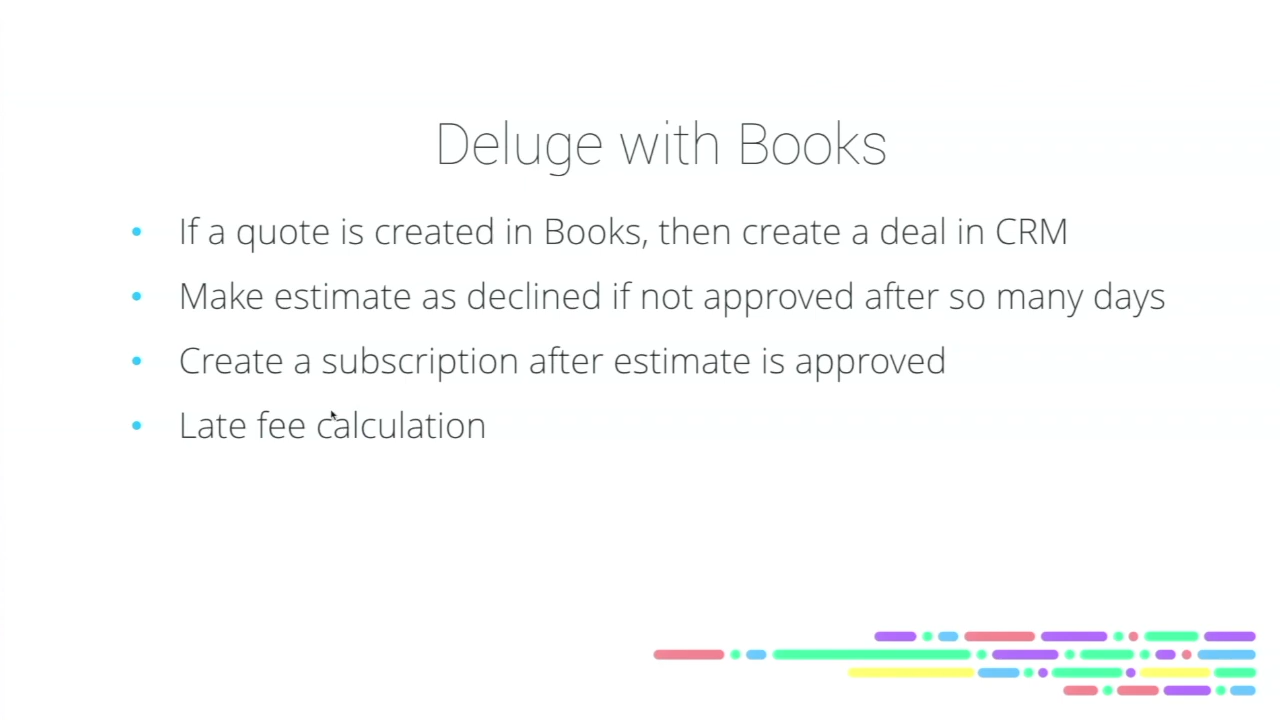 Deluge with Books
• If a quote is created in Books, then create a deal in CRM
• Make estimate as declined if not approved after so many days
• Create a subscription after estimate is approved
• Late fee calculation